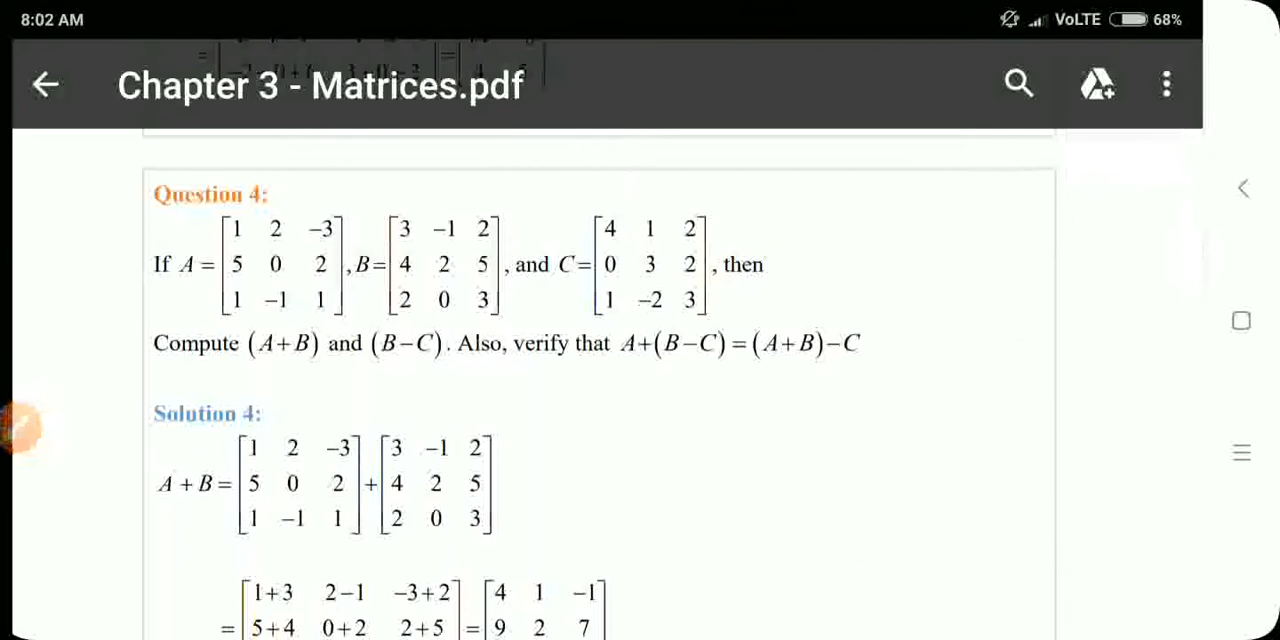 8:02 AM VoLTE 68%
Chapter 3 - Matrices.pdf
Question 4:
If A = [1 2 −3; 5 0 2; 1 −1 1], B = [3 −1 2; 4 2 5; 2 0 3], and C = [4 1 2; 0 3 2; 1 −2 3], then
Compute (A+B) and (B−C). Also, verify that A+(B−C)=(A+B)−C
Solution 4:
A + B = [1 2 −3; 5 0 2; 1 −1 1] + [3 −1 2; 4 2 5; 2 0 3]
= [1+3 2−1 −3+2; 5+4 0+2 2+5] = [4 1 −1; 9 2 7]